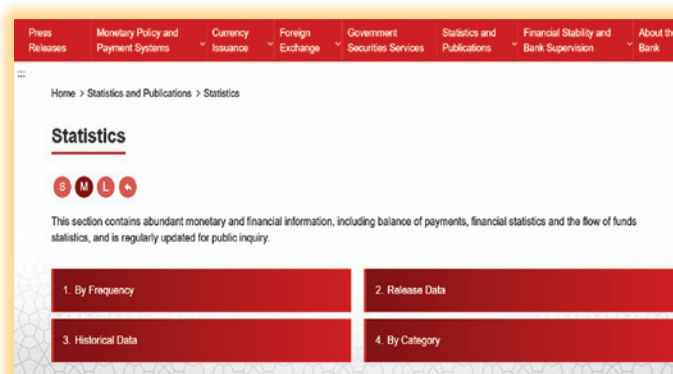 Press Releases
Monetary Policy and Payment Systems
Currency Issuance
Foreign Exchange
Government Securities Services
Statistics and Publications
Financial Stability and Bank Supervision
About the Bank
:::
Home > Statistics and Publications > Statistics
Statistics
S M L
This section contains abundant monetary and financial information, including balance of payments, financial statistics and the flow of funds
statistics, and is regularly updated for public inquiry.
1. By Frequency
2. Release Data
3. Historical Data
4. By Category